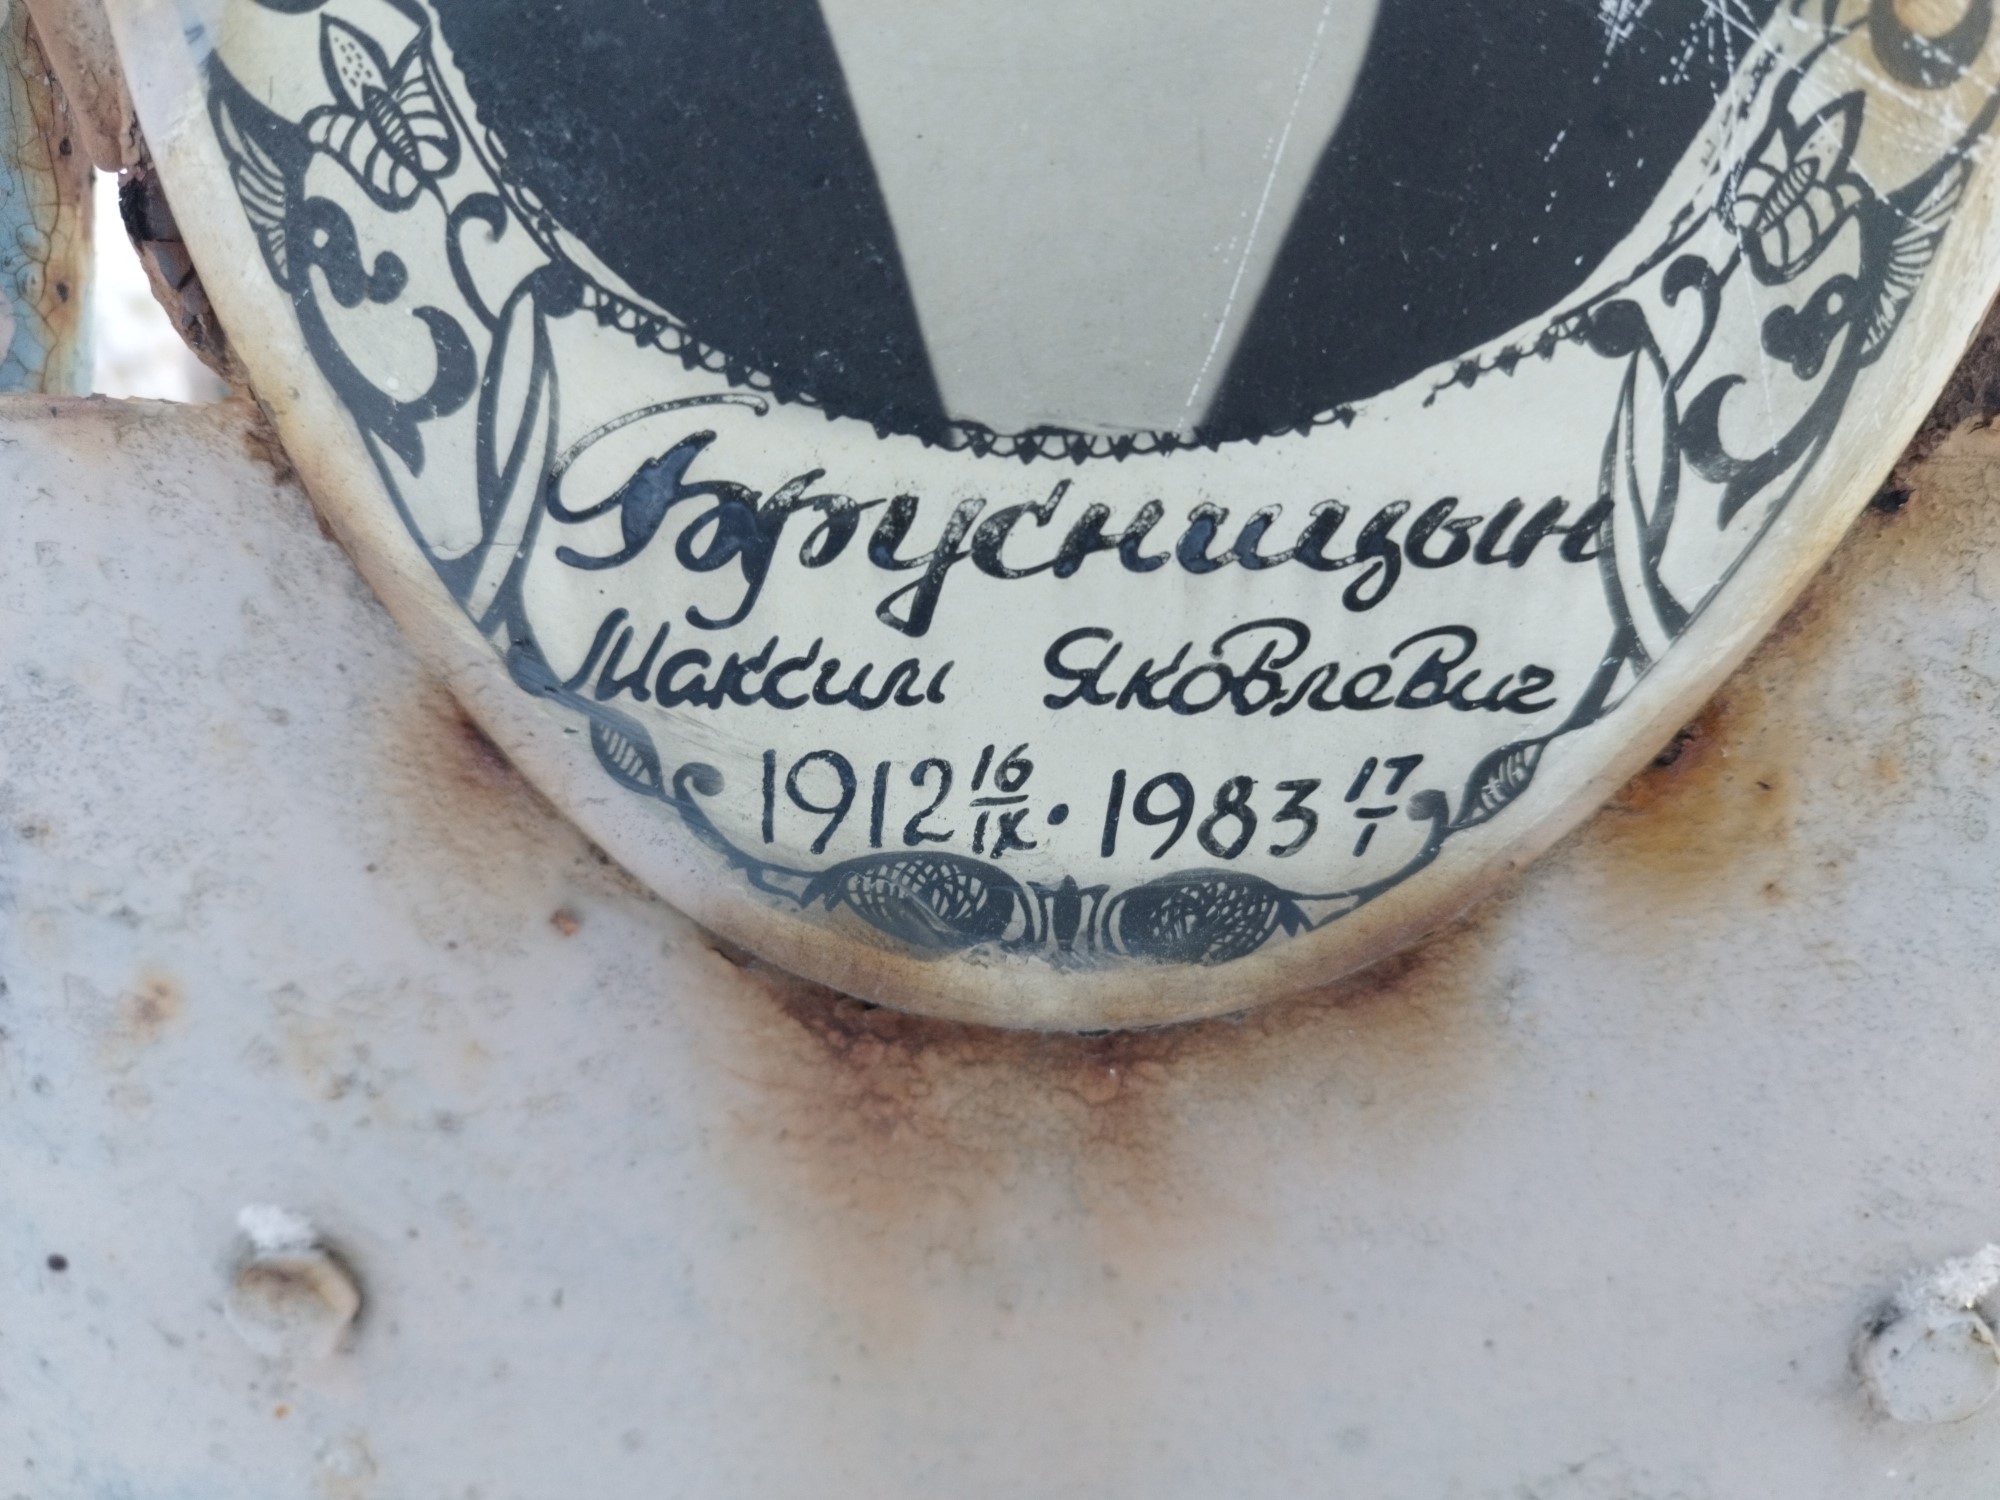 Брусницын
Максим Яковлевич
1912 16/IX · 1983 17/I